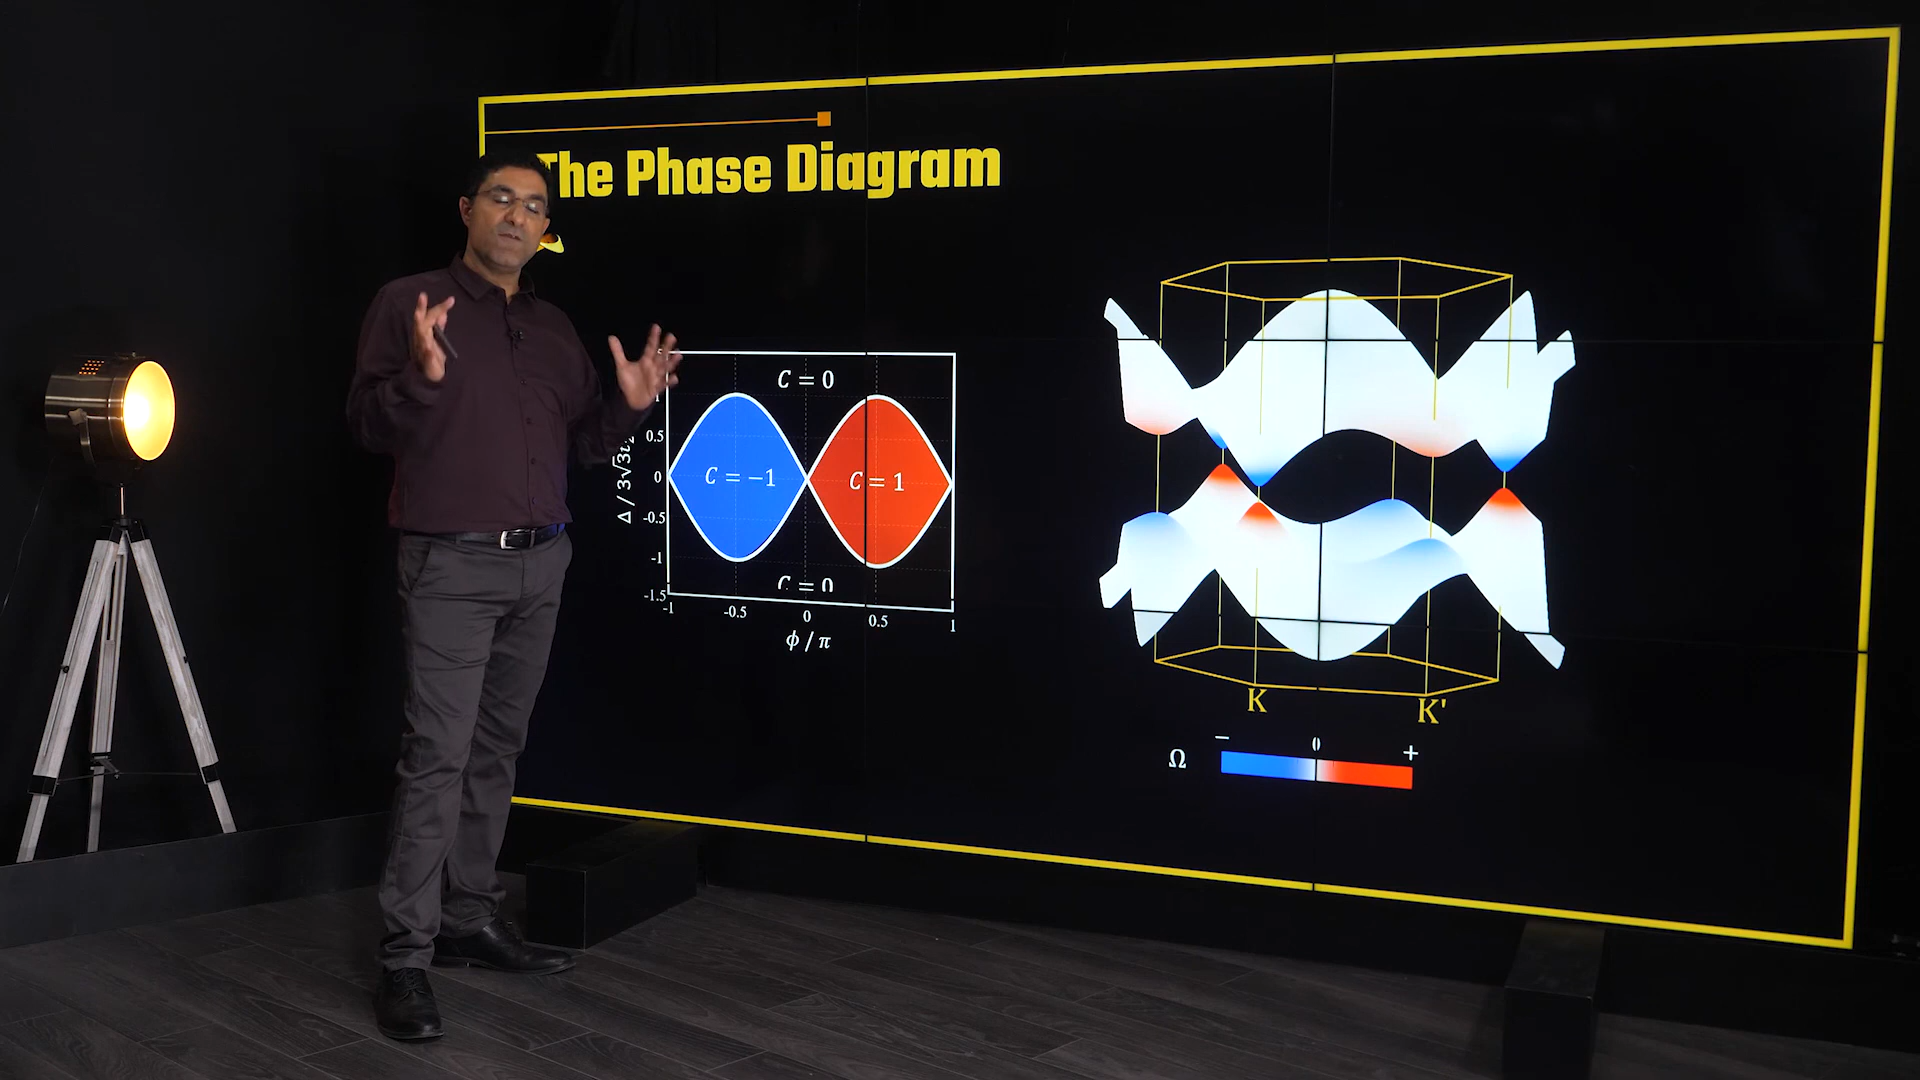 The Phase Diagram
C = 0
0.5
0
-0.5
-1
-1.5
C = −1
C = 1
C = 0
-1
-0.5
0
0.5
1
ϕ / π
K
K'
Ω
−
0
+